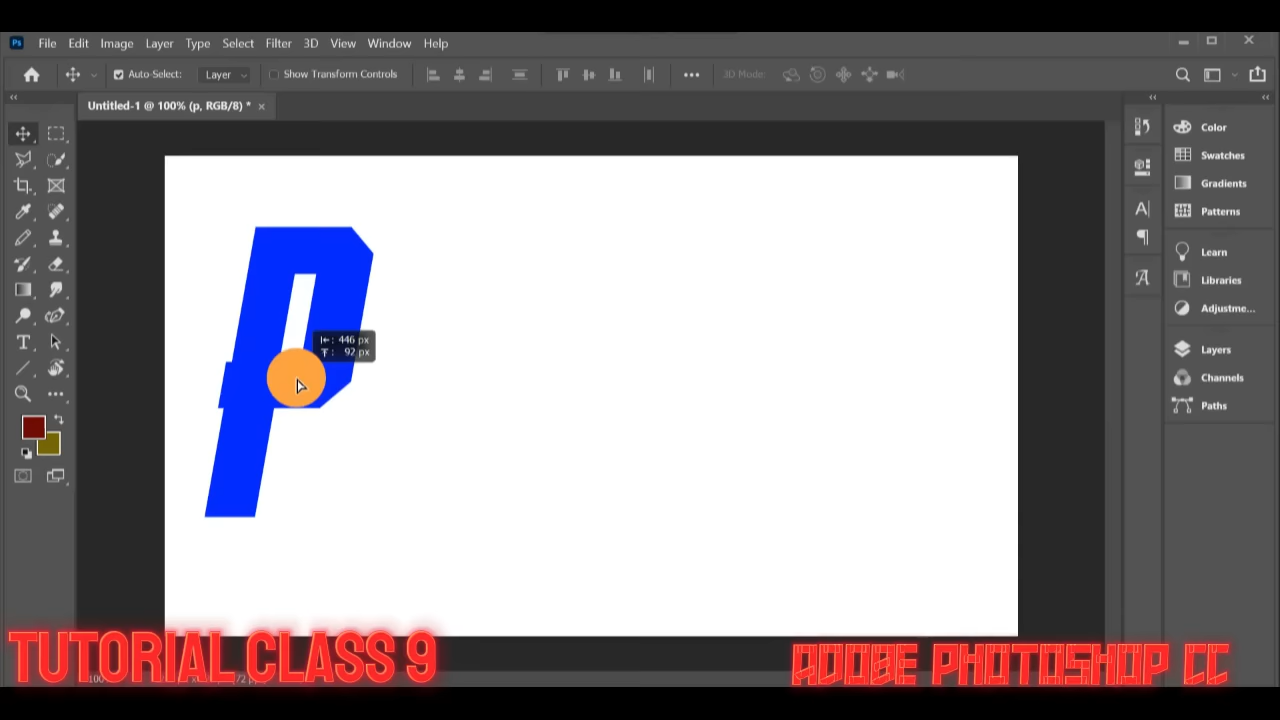 Ps File Edit Image Layer Type Select Filter 3D View Window Help
Auto-Select: Layer Show Transform Controls 3D Mode:
Untitled-1 @ 100% (p, RGB/8) * ×
Color
Swatches
Gradients
Patterns
Learn
Libraries
Adjustme...
Layers
Channels
Paths
P
: 446 px
: 92 px
TUTORIAL CLASS 9
ADOBE PHOTOSHOP CC